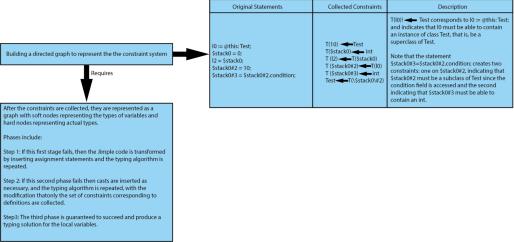 Building a directed graph to represent the the constraint system
Requires
After the constraints are collected, they are represented as a
graph with soft nodes representing the types of variables and
hard nodes representing actual types.
Phases include:
Step 1: If this first stage fails, then the Jimple code is transformed
by inserting assignment statements and the typing algorithm is
repeated.
Step 2: If this second phase fails then casts are inserted as
necessary, and the typing algorithm is repeated, with the
modification thatonly the set of constraints corresponding to
definitions are collected.
Step3: The third phase is guaranteed to succeed and produce a
typing solution for the local variables.
Original Statements
l0 := @this: Test;
$stack0 = 0;
l2 = $stack0;
$stack0#2 = 10;
$stack0#3 = $stack0#2.condition;
Collected Constraints
Test
T($stack0) int
T (l2) T($stack0)
T ($stack0#2) T(l0)
T ($stack0#3) int
Test T(\$stack0\#2)
Description
T(l0)! Test corresponds to l0 := @this: Test;
and indicates that l0 must be able to contain
an instance of class Test, that is, be a
superclass of Test.
Note that the statement
$stack0#3=$stack0#2.condition; creates two
constraints: one on $stack0#2, indicating that
$stack0#2 must be a subclass of Test since the
condition field is accessed and the second
indicating that $stack0#3 must be able to
contain an int.